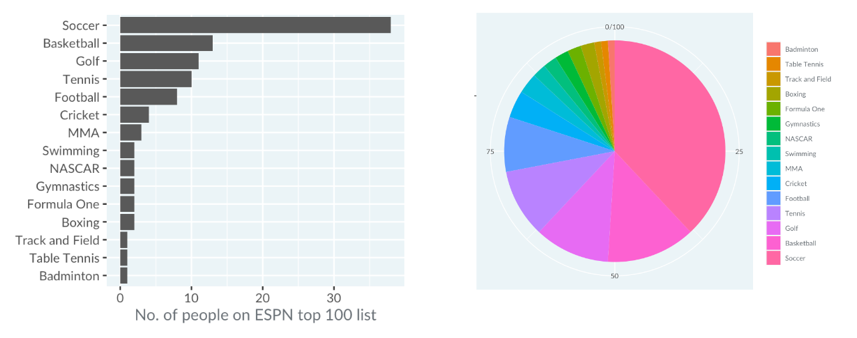 Soccer
Basketball
Golf
Tennis
Football
Cricket
MMA
Swimming
NASCAR
Gymnastics
Formula One
Boxing
Track and Field
Table Tennis
Badminton
0 10 20 30
No. of people on ESPN top 100 list
0/100
75 25
50
Badminton
Table Tennis
Track and Field
Boxing
Formula One
Gymnastics
NASCAR
Swimming
MMA
Cricket
Football
Tennis
Golf
Basketball
Soccer